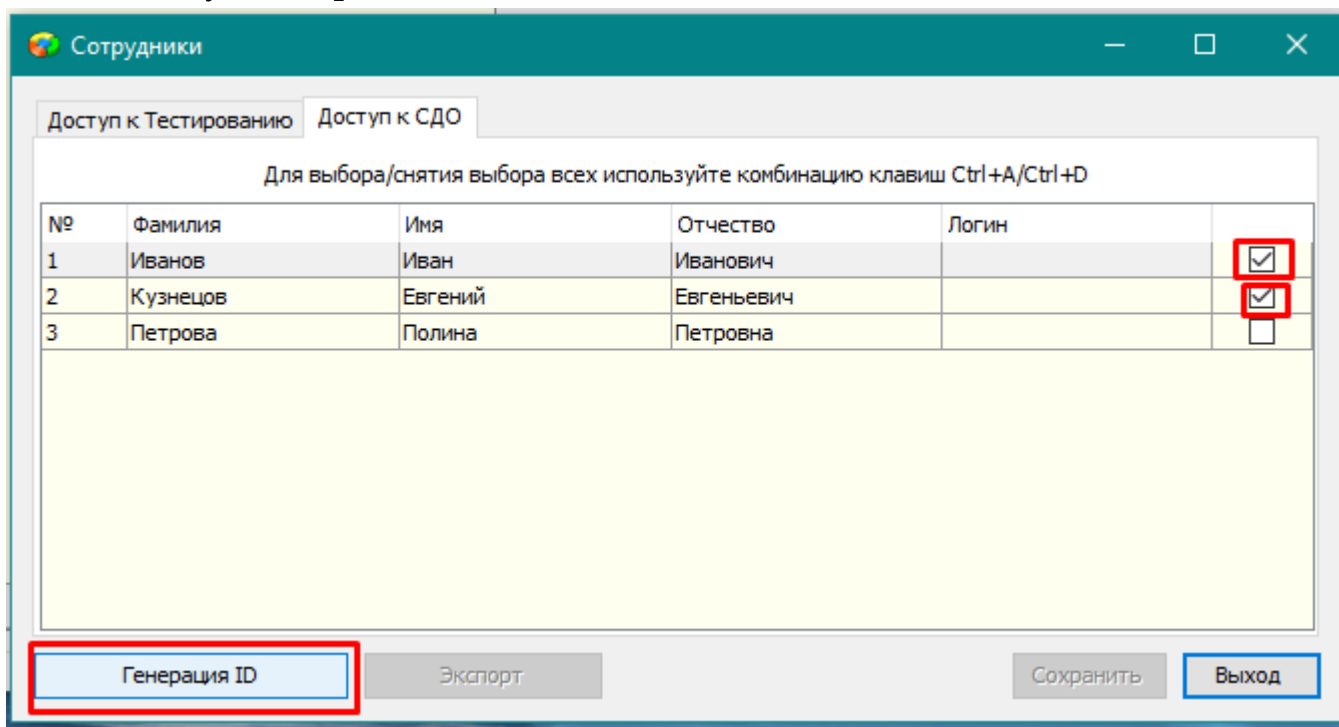 Сотрудники
Доступ к Тестированию Доступ к СДО
Для выбора/снятия выбора всех используйте комбинацию клавиш Ctrl+A/Ctrl+D
№ Фамилия Имя Отчество Логин
1 Иванов Иван Иванович
2 Кузнецов Евгений Евгеньевич
3 Петрова Полина Петровна
Генерация ID Экспорт Сохранить Выход